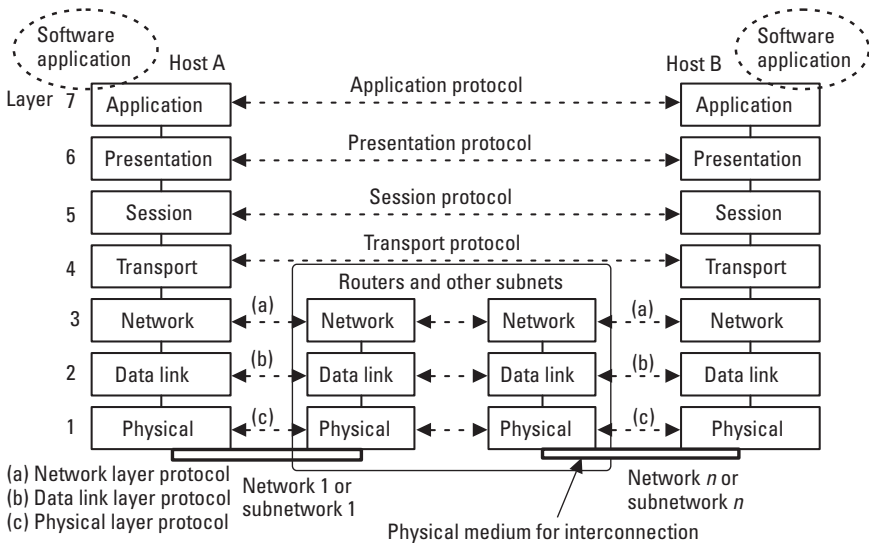 Software
application
Software
application
Host A
Host B
Layer 7 Application
Application protocol
Application
6 Presentation
Presentation protocol
Presentation
5 Session
Session protocol
Session
4 Transport
Transport protocol
Transport
Routers and other subnets
3 Network (a) Network Network (a) Network
2 Data link (b) Data link Data link (b) Data link
1 Physical (c) Physical Physical (c) Physical
(a) Network layer protocol
(b) Data link layer protocol
(c) Physical layer protocol
Network 1 or
subnetwork 1
Network n or
subnetwork n
Physical medium for interconnection